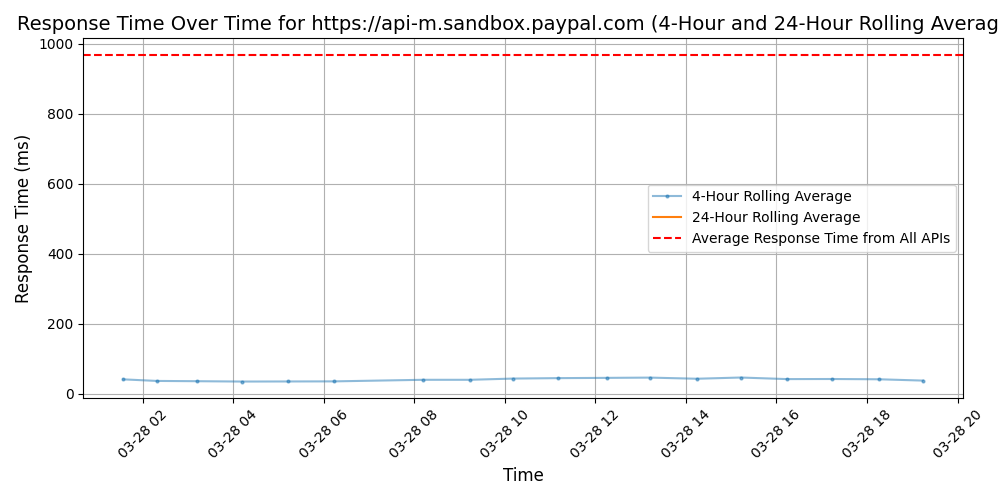 Response Time Over Time for https://api-m.sandbox.paypal.com (4-Hour and 24-Hour Rolling Averag
1000
800
600
400
200
0
Response Time (ms)
4-Hour Rolling Average
24-Hour Rolling Average
Average Response Time from All APIs
03-28 02
03-28 04
03-28 06
03-28 08
03-28 10
03-28 12
03-28 14
03-28 16
03-28 18
03-28 20
Time